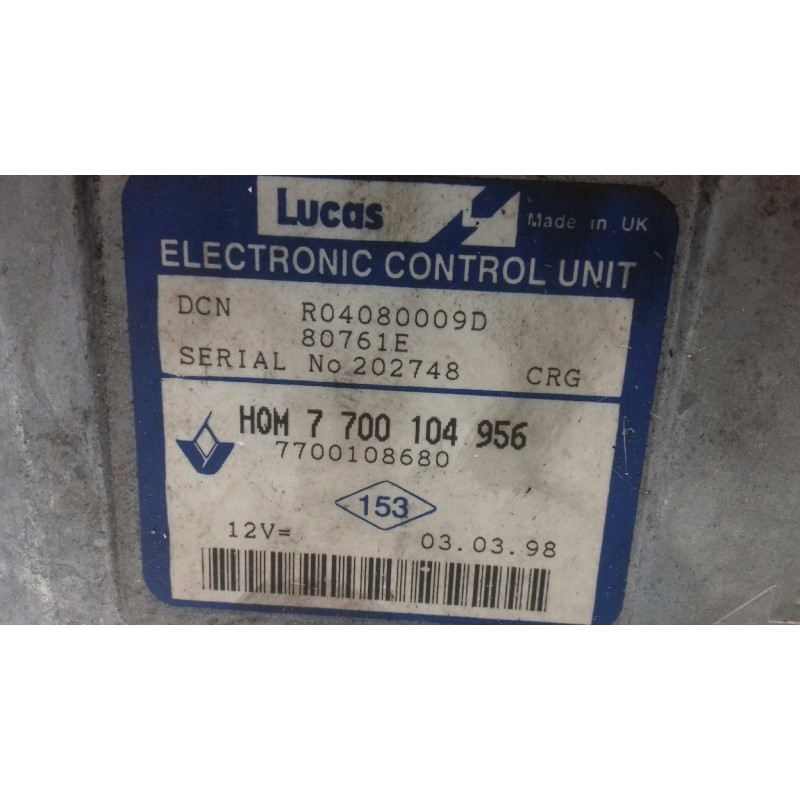 Lucas
Made in UK
ELECTRONIC CONTROL UNIT
DCN R04080009D
80761E
SERIAL No 202748 CRG
HOM 7 700 104 956
7700108680
153
12V= 03.03.98